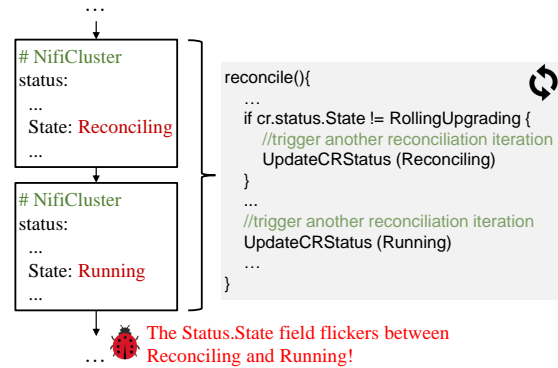 ...
# NifiCluster
status:
...
State: Reconciling
...
# NifiCluster
status:
...
State: Running
...
...
reconcile(){
...
if cr.status.State != RollingUpgrading {
//trigger another reconciliation iteration
UpdateCRStatus (Reconciling)
}
...
//trigger another reconciliation iteration
UpdateCRStatus (Running)
...
}
The Status.State field flickers between
Reconciling and Running!